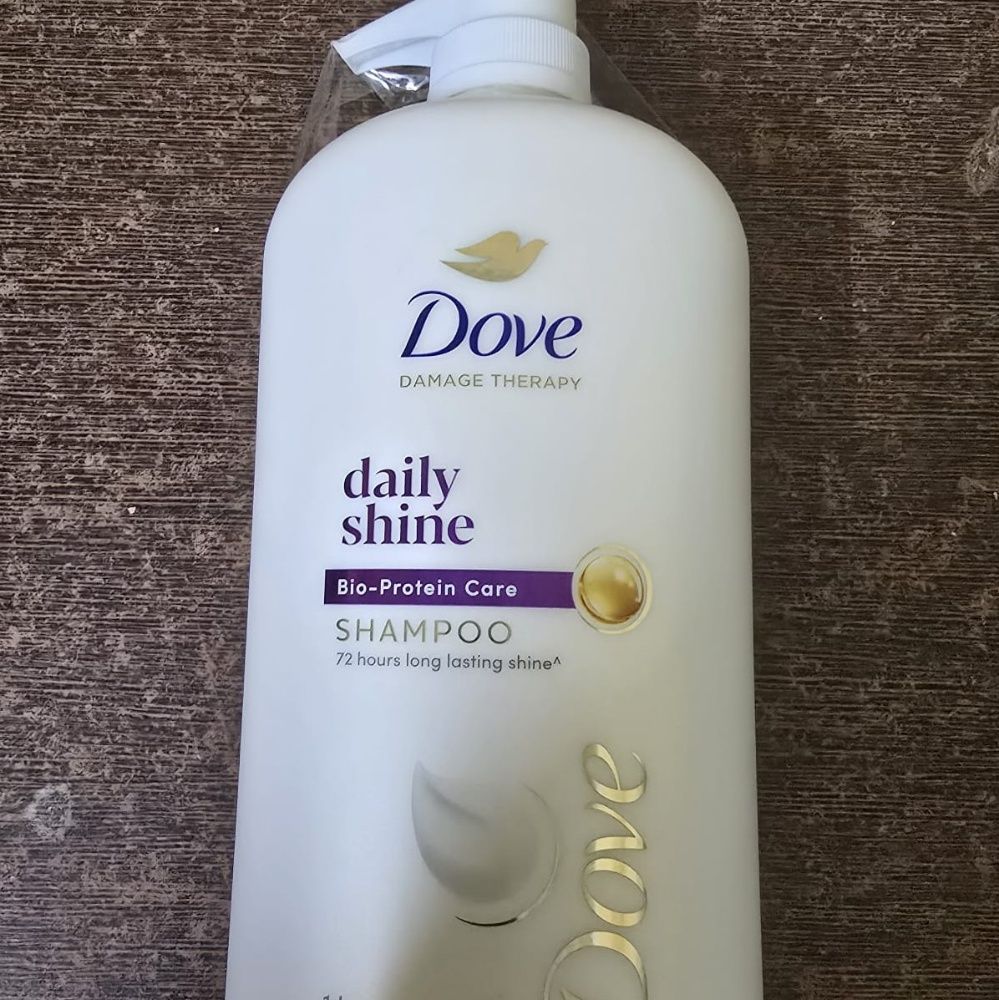 Dove
DAMAGE THERAPY
daily
shine
Bio-Protein Care
SHAMPOO
72 hours long lasting shine^
Dove